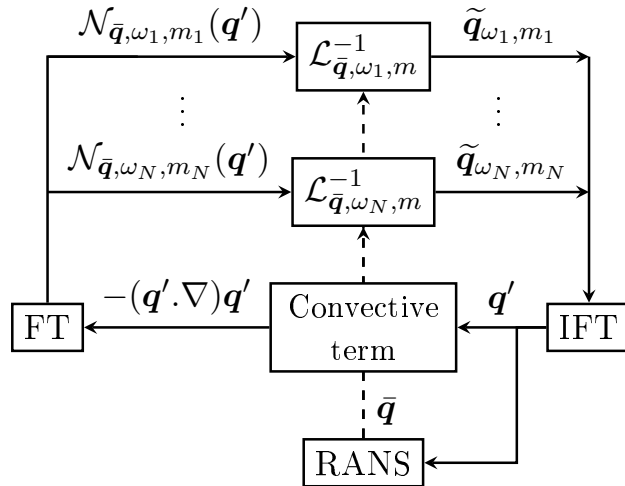 𝒩_{q̄,ω₁,m₁}(q′)
ℒ⁻¹_{q̄,ω₁,m}
q̃_{ω₁,m₁}
⋮ ⋮
𝒩_{q̄,ω_N,m_N}(q′)
ℒ⁻¹_{q̄,ω_N,m}
q̃_{ω_N,m_N}
−(q′.∇)q′
q′
FT
Convective
term
IFT
q̄
RANS